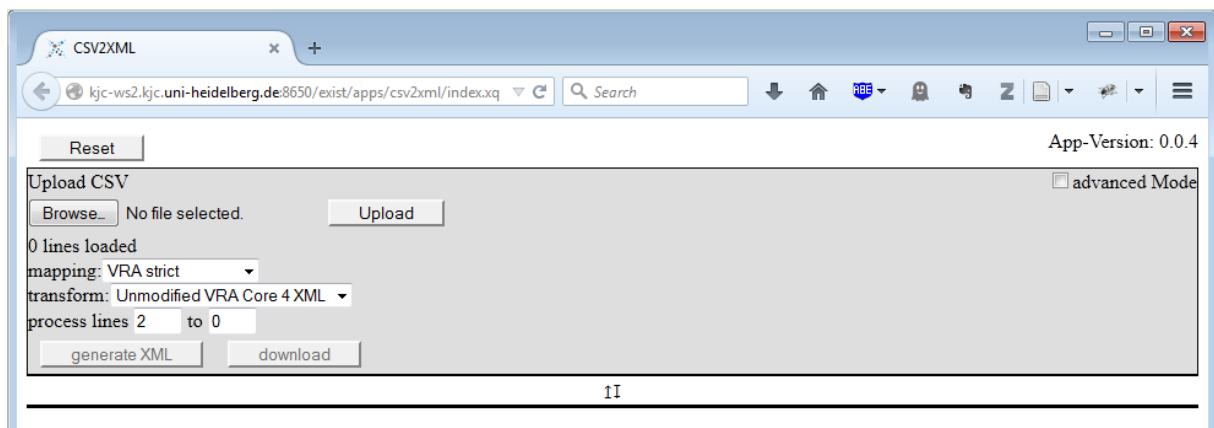 CSV2XML
kjc-ws2.kjc.uni-heidelberg.de:8650/exist/apps/csv2xml/index.xq Search ABE Z
Reset App-Version: 0.0.4
Upload CSV advanced Mode
Browse… No file selected. Upload
0 lines loaded
mapping: VRA strict
transform: Unmodified VRA Core 4 XML
process lines 2 to 0
generate XML download